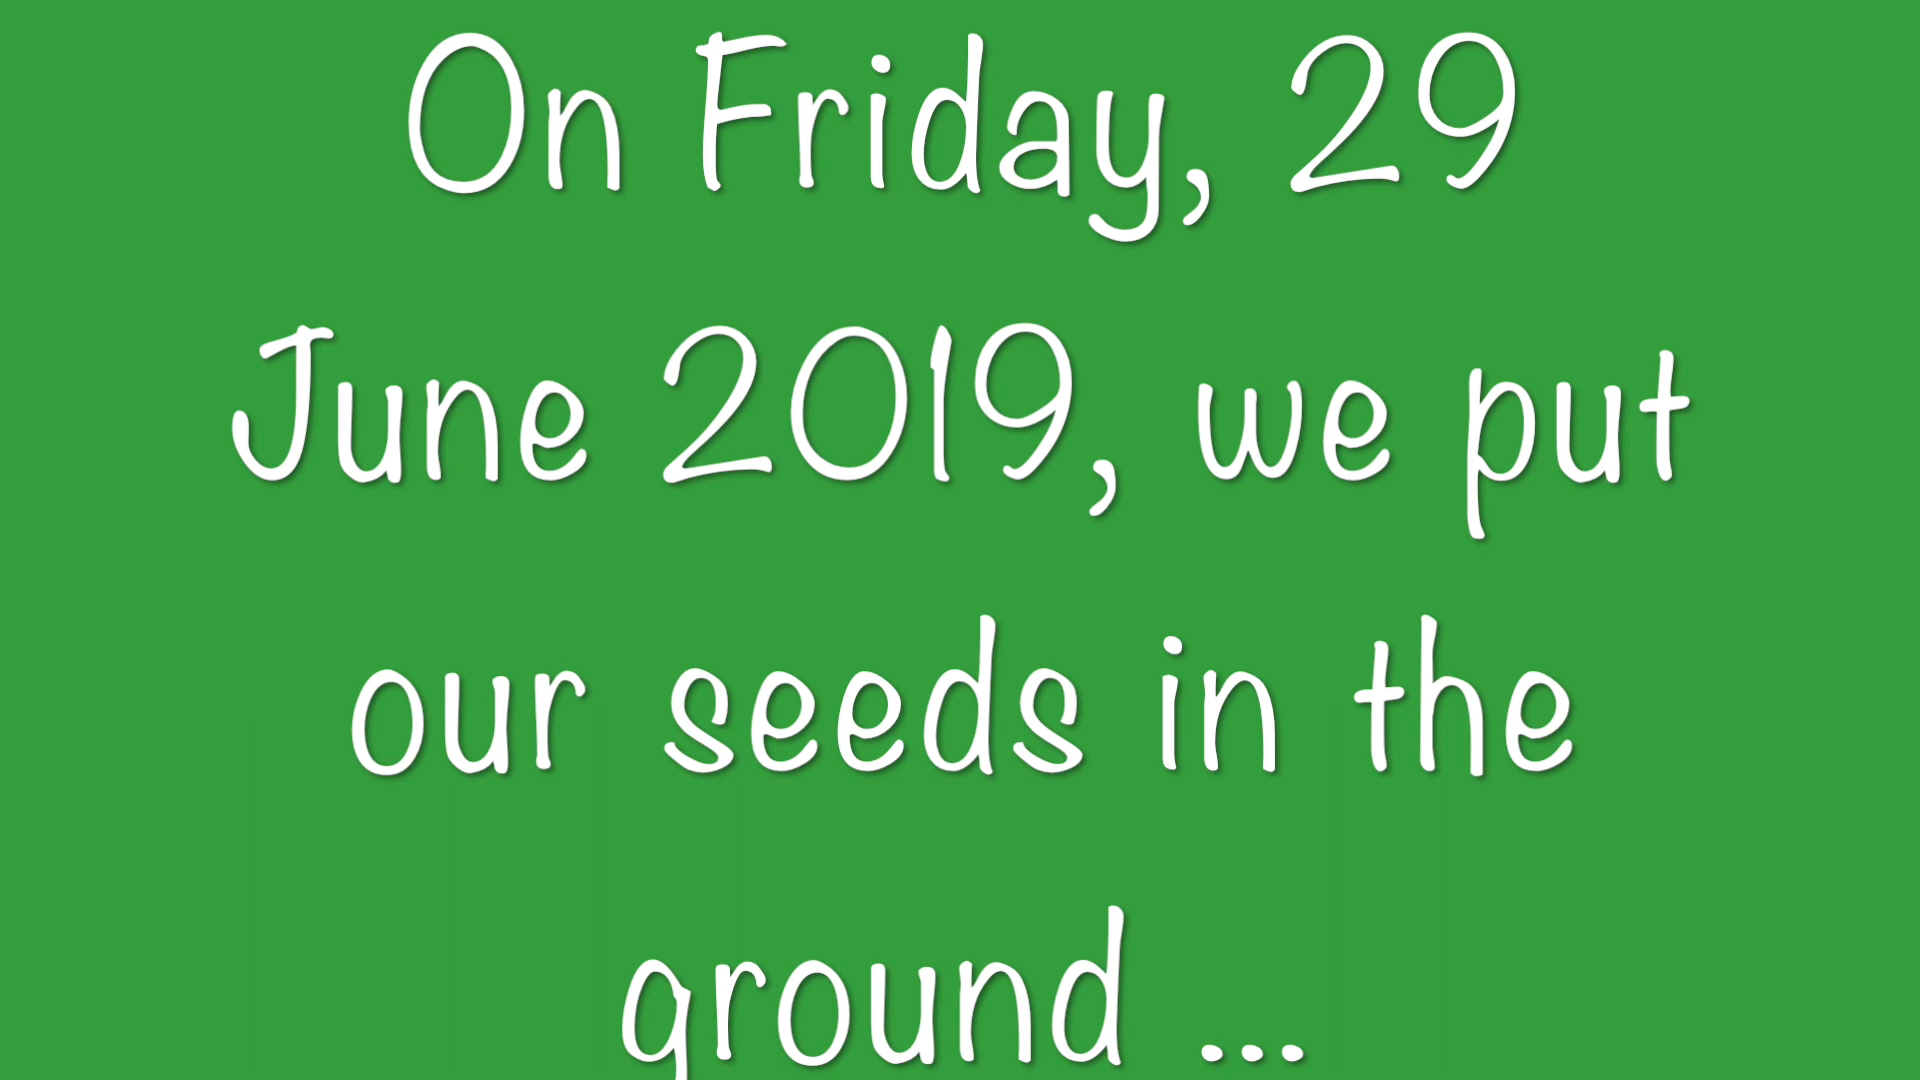 On Friday, 29
June 2019, we put
our seeds in the
ground ...